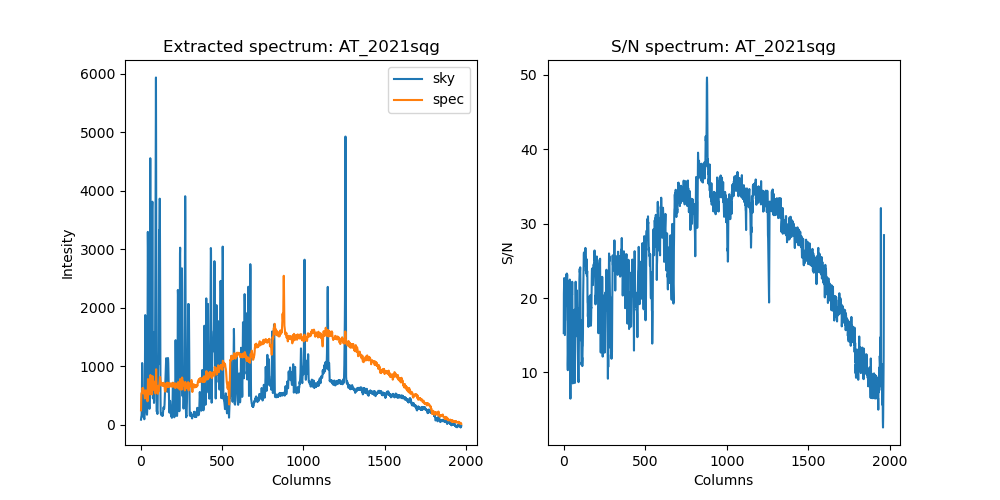 Extracted spectrum: AT_2021sqg
sky
spec
6000
5000
4000
3000
2000
1000
0
Intesity
0 500 1000 1500 2000
Columns
S/N spectrum: AT_2021sqg
50
40
30
20
10
S/N
0 500 1000 1500 2000
Columns